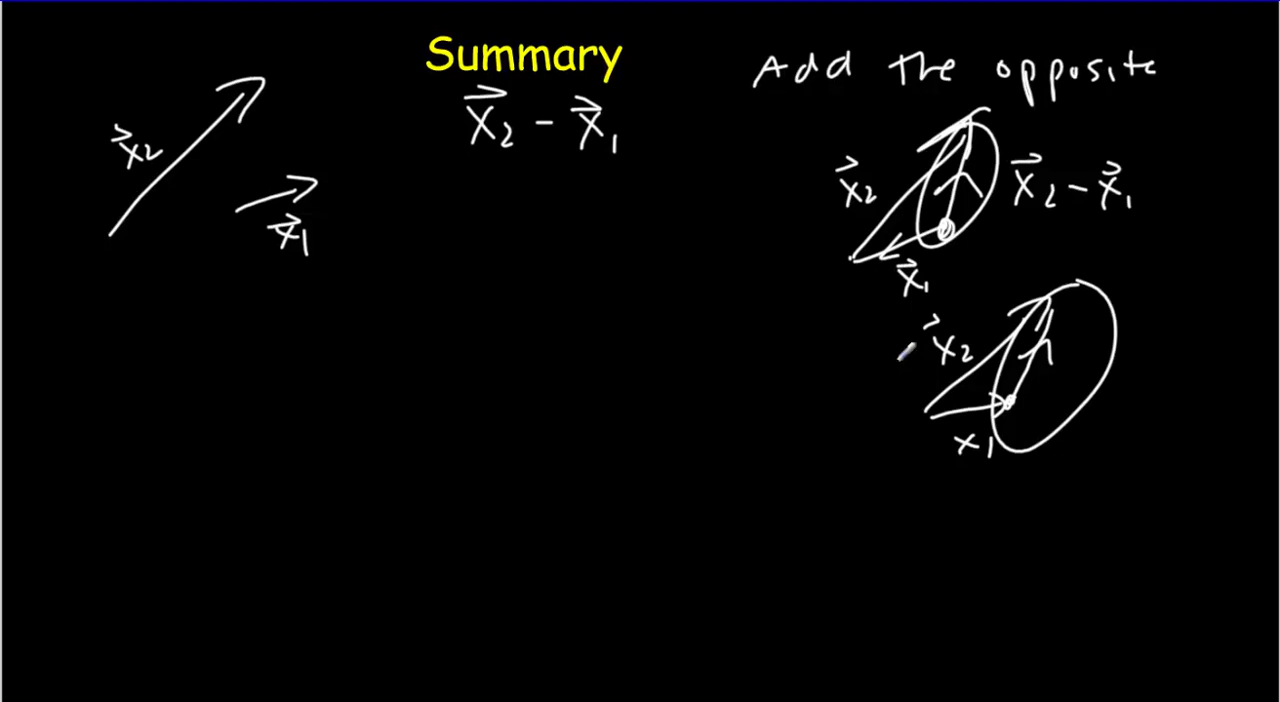 Summary
Add the opposite
x⃗₂
x⃗₁
x⃗₂ - x⃗₁
x⃗₂
x⃗₂ - x⃗₁
x⃗₁
x⃗₂
x₁